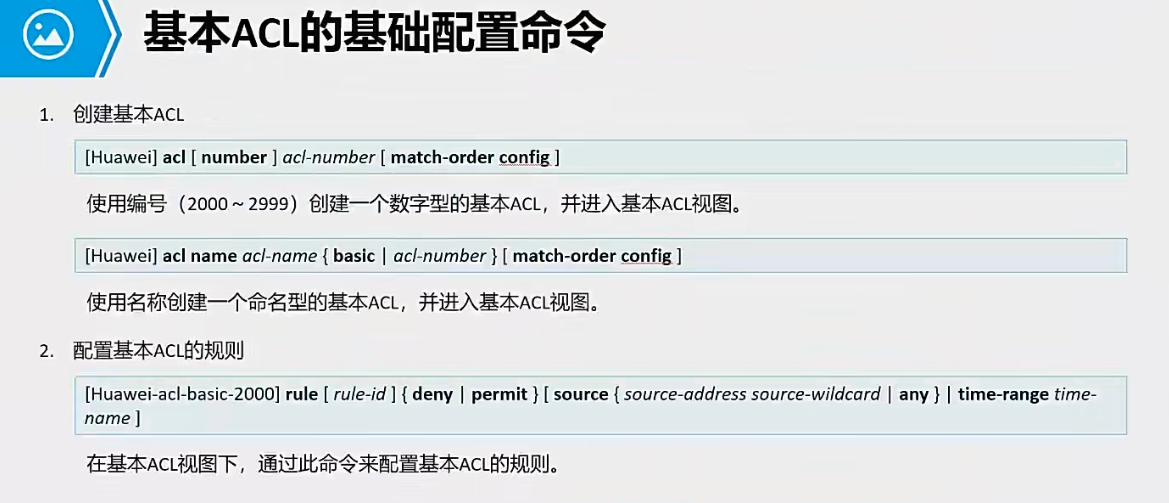 基本ACL的基础配置命令
1. 创建基本ACL
[Huawei] acl [ number ] acl-number [ match-order config ]
使用编号（2000～2999）创建一个数字型的基本ACL，并进入基本ACL视图。
[Huawei] acl name acl-name { basic | acl-number } [ match-order config ]
使用名称创建一个命名型的基本ACL，并进入基本ACL视图。
2. 配置基本ACL的规则
[Huawei-acl-basic-2000] rule [ rule-id ] { deny | permit } [ source { source-address source-wildcard | any } | time-range time-
name ]
在基本ACL视图下，通过此命令来配置基本ACL的规则。